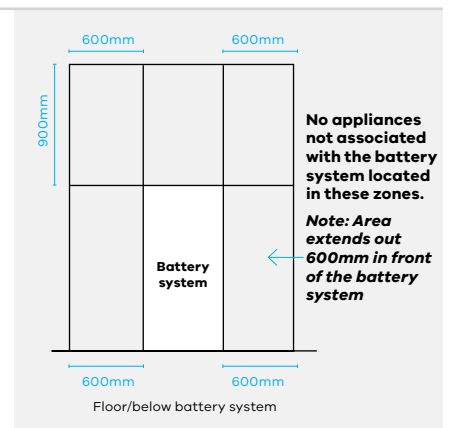 600mm
600mm
900mm
No appliances
not associated
with the battery
system located
in these zones.
Note: Area
extends out
600mm in front
of the battery
system
Battery
system
600mm
600mm
Floor/below battery system